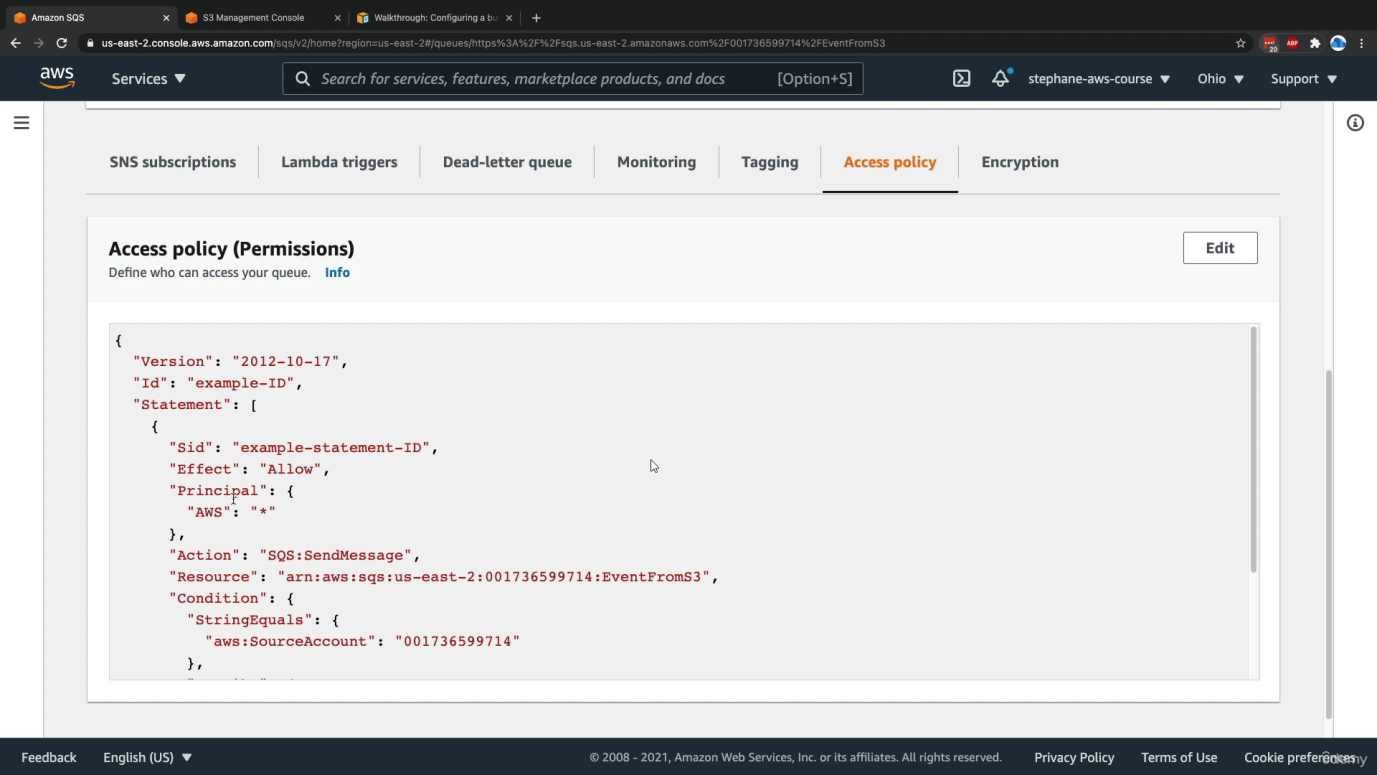 Amazon SQS
S3 Management Console
Walkthrough: Configuring a bu
us-east-2.console.aws.amazon.com/sqs/v2/home?region=us-east-2#/queues/https%3A%2F%2Fsqs.us-east-2.amazonaws.com%2F001736599714%2FEventFromS3
20
ABP
aws
Services ▼
Search for services, features, marketplace products, and docs [Option+S]
stephane-aws-course ▼
Ohio ▼
Support ▼
SNS subscriptions
Lambda triggers
Dead-letter queue
Monitoring
Tagging
Access policy
Encryption
Access policy (Permissions)
Edit
Define who can access your queue. Info
{
"Version": "2012-10-17",
"Id": "example-ID",
"Statement": [
{
"Sid": "example-statement-ID",
"Effect": "Allow",
"Principal": {
"AWS": "*"
},
"Action": "SQS:SendMessage",
"Resource": "arn:aws:sqs:us-east-2:001736599714:EventFromS3",
"Condition": {
"StringEquals": {
"aws:SourceAccount": "001736599714"
},
Feedback
English (US) ▼
© 2008 - 2021, Amazon Web Services, Inc. or its affiliates. All rights reserved.
Privacy Policy
Terms of Use
Cookie preferences
ûdemy